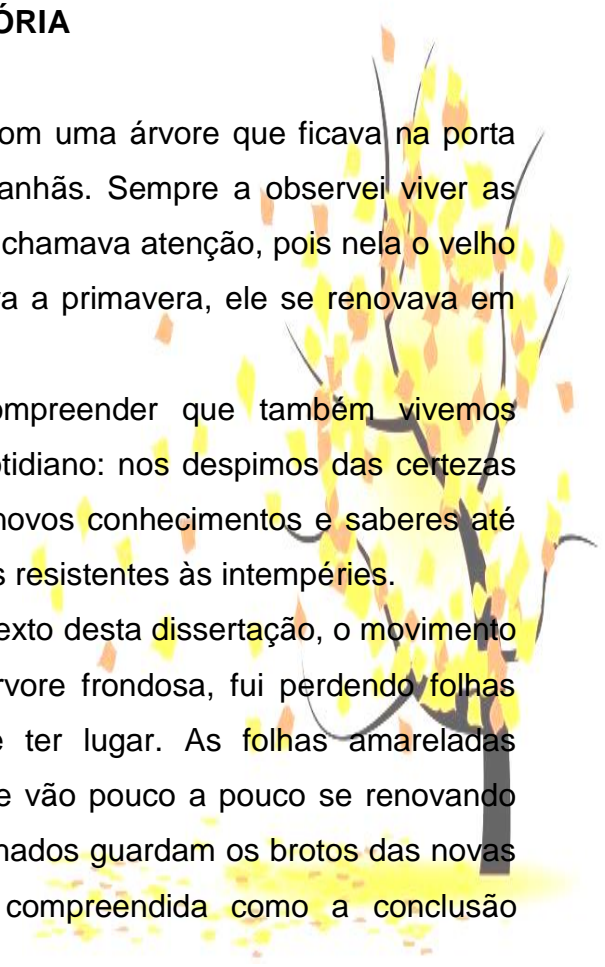 ÓRIA
om uma árvore que ficava na porta
anhãs. Sempre a observei viver as
chamava atenção, pois nela o velho
va a primavera, ele se renovava em
ompreender que também vivemos
otidiano: nos despimos das certezas
novos conhecimentos e saberes até
s resistentes às intempéries.
exto desta dissertação, o movimento
rvore frondosa, fui perdendo folhas
e ter lugar. As folhas amareladas
e vão pouco a pouco se renovando
nados guardam os brotos das novas
compreendida como a conclusão